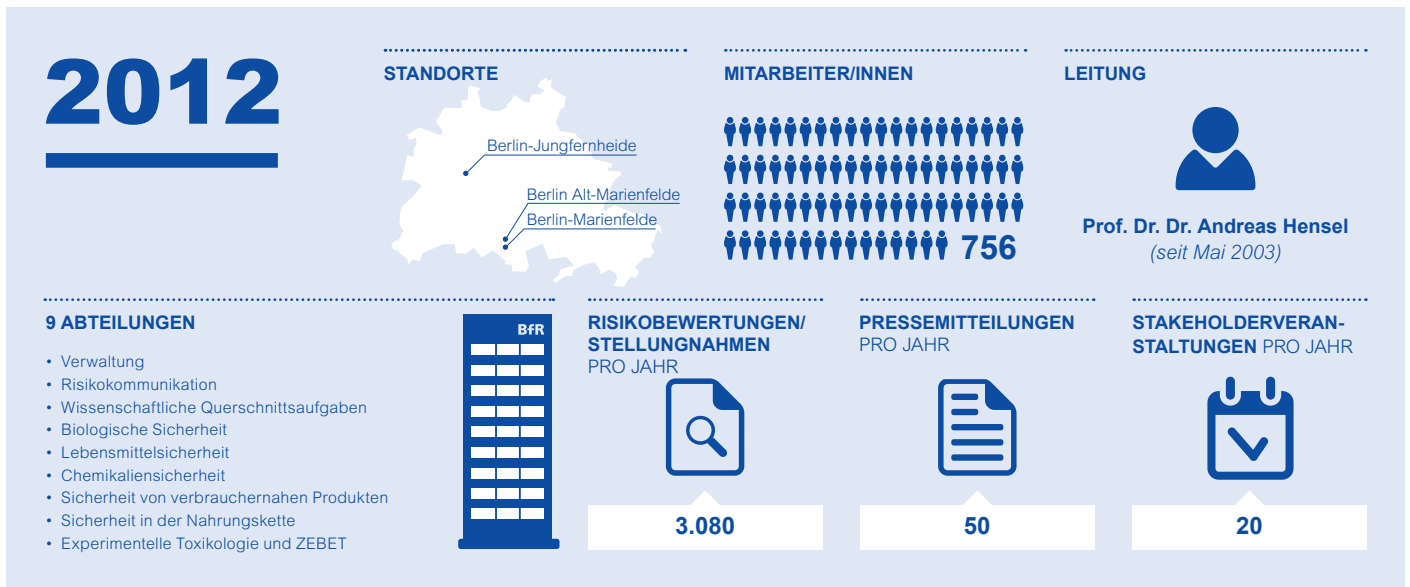 2012
STANDORTE
Berlin-Jungfernheide
Berlin Alt-Marienfelde
Berlin-Marienfelde
MITARBEITER/INNEN
756
LEITUNG
Prof. Dr. Dr. Andreas Hensel
(seit Mai 2003)
9 ABTEILUNGEN
• Verwaltung
• Risikokommunikation
• Wissenschaftliche Querschnittsaufgaben
• Biologische Sicherheit
• Lebensmittelsicherheit
• Chemikaliensicherheit
• Sicherheit von verbrauchernahen Produkten
• Sicherheit in der Nahrungskette
• Experimentelle Toxikologie und ZEBET
BfR
RISIKOBEWERTUNGEN/
STELLUNGNAHMEN
PRO JAHR
3.080
PRESSEMITTEILUNGEN
PRO JAHR
50
STAKEHOLDERVERAN-
STALTUNGEN PRO JAHR
20